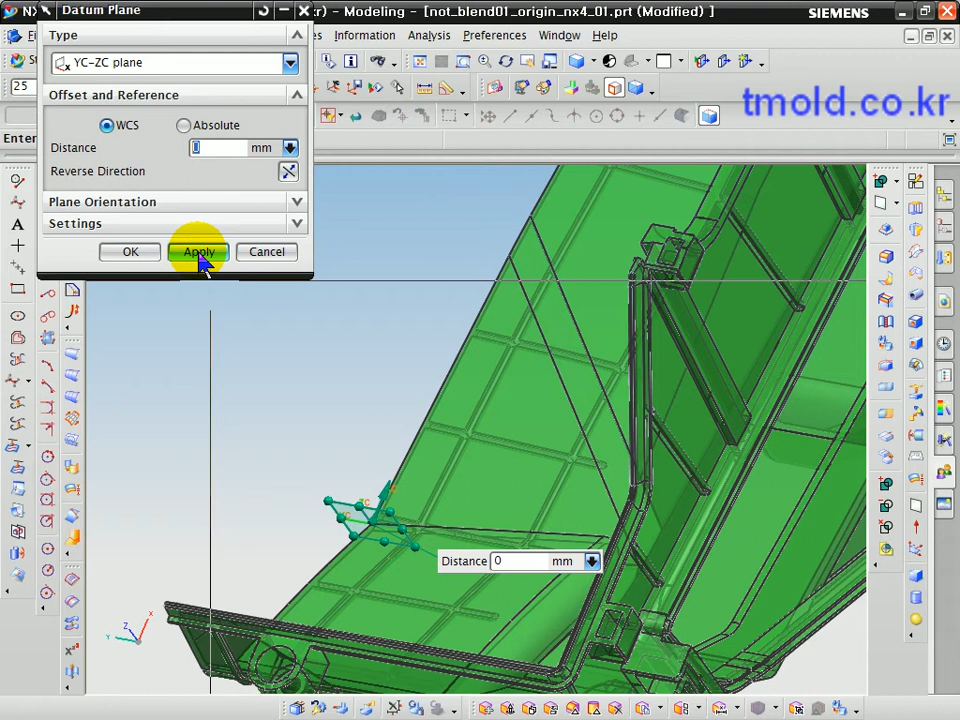 Datum Plane
NX
kr) - Modeling - [not_blend01_origin_nx4_01.prt (Modified) ]
SIEMENS
Type
Information Analysis Preferences Window Help
YC-ZC plane
25
Offset and Reference
tmold.co.kr
WCS Absolute
Distance mm
Reverse Direction
Plane Orientation
Settings
OK Apply Cancel
Distance 0 mm
X
Z
Y